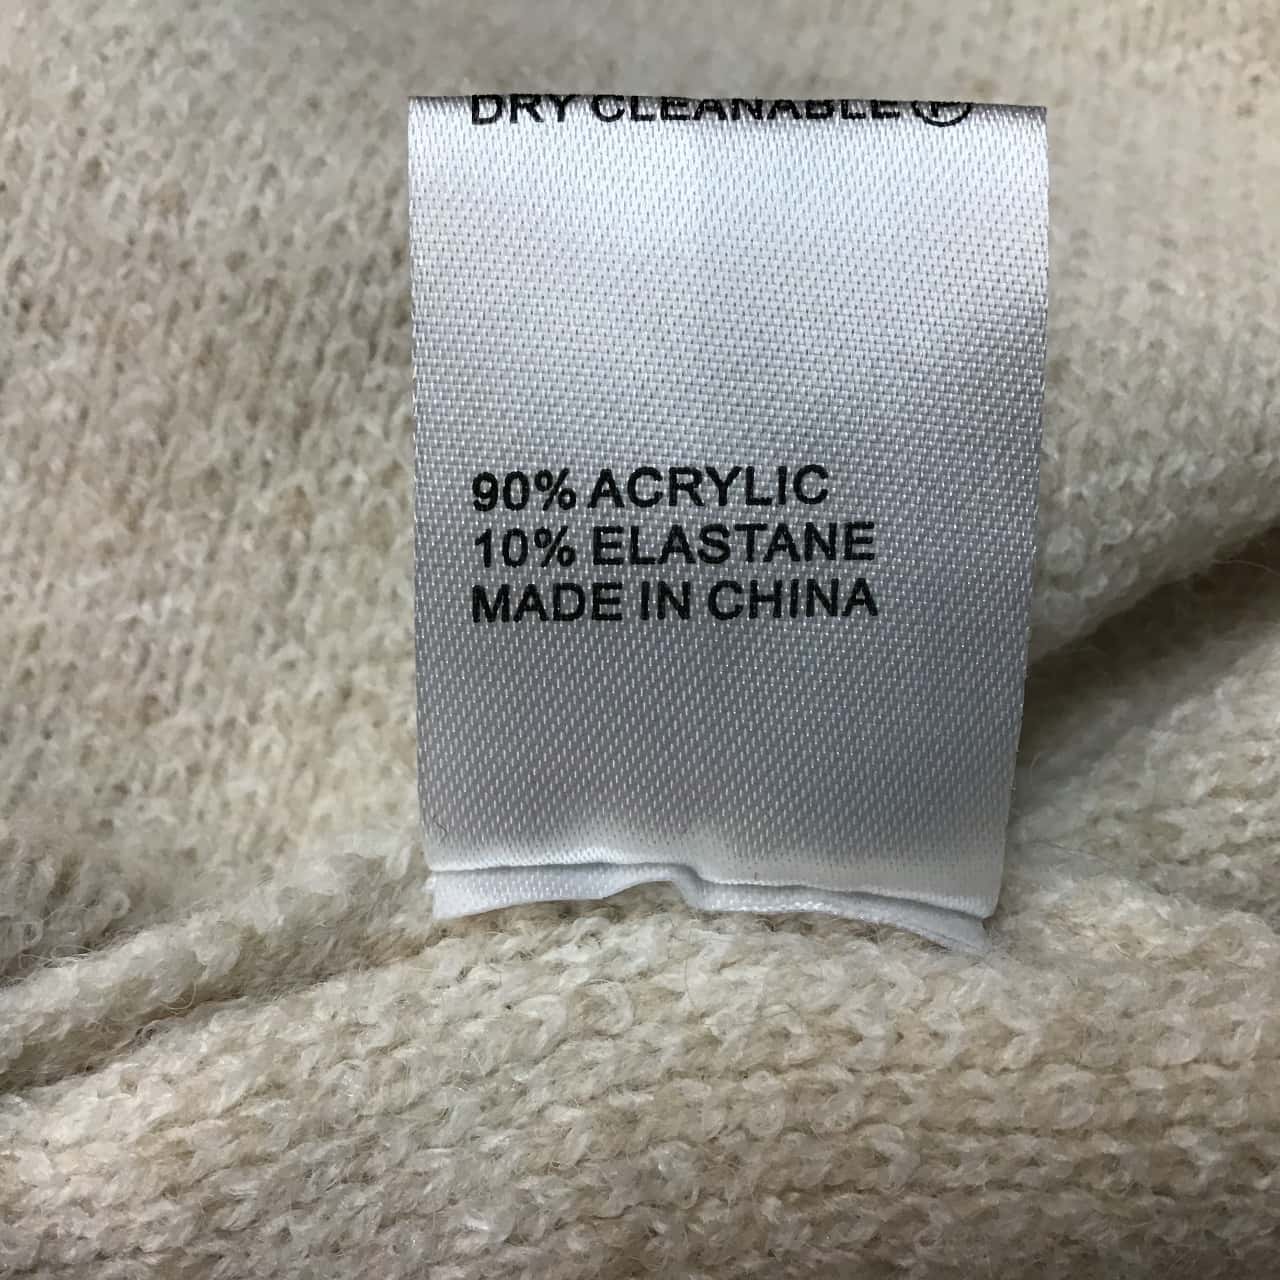 DRY CLEANABLE Ⓟ
90% ACRYLIC
10% ELASTANE
MADE IN CHINA